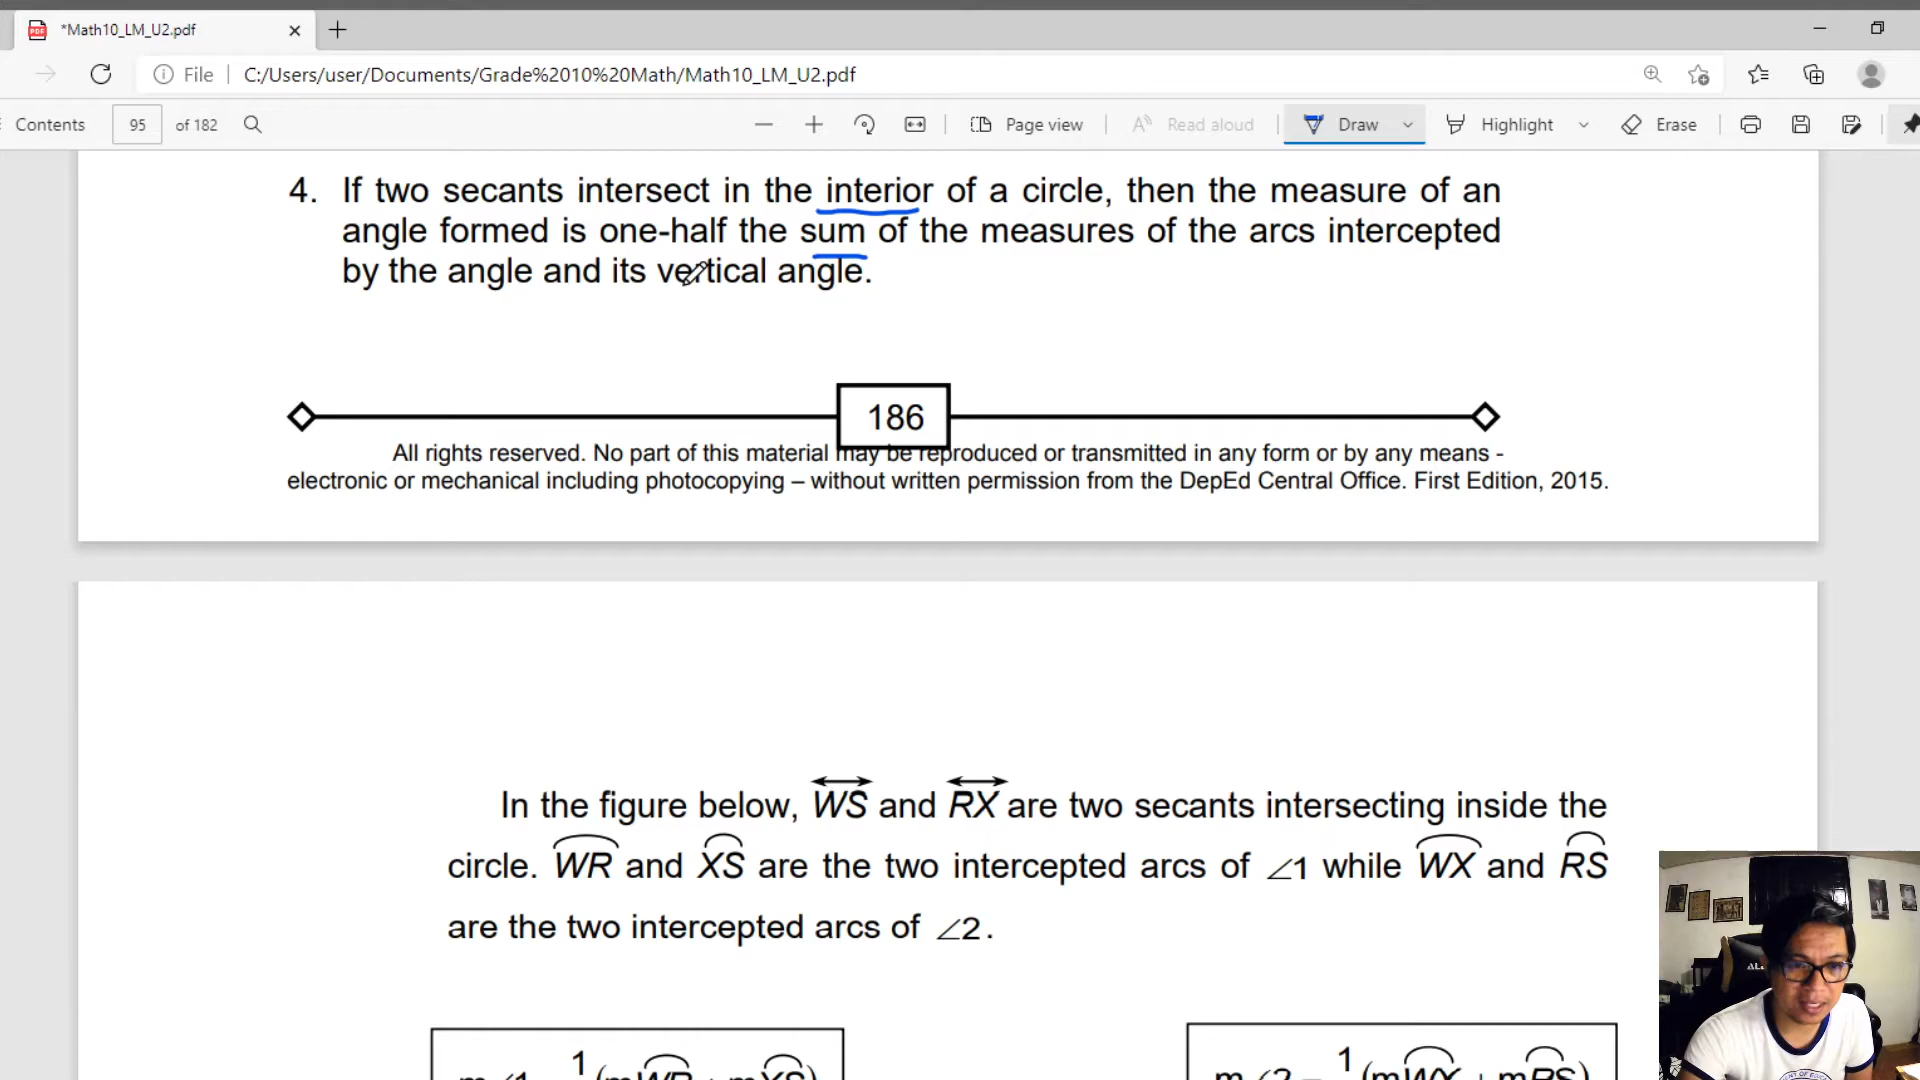 *Math10_LM_U2.pdf
File
C:/Users/user/Documents/Grade%2010%20Math/Math10_LM_U2.pdf
Contents 95 of 182 Page view Read aloud Draw Highlight Erase
4. If two secants intersect in the interior of a circle, then the measure of an
angle formed is one-half the sum of the measures of the arcs intercepted
by the angle and its vertical angle.
186
All rights reserved. No part of this material may be reproduced or transmitted in any form or by any means -
electronic or mechanical including photocopying – without written permission from the DepEd Central Office. First Edition, 2015.
In the figure below, WS and RX are two secants intersecting inside the
circle. WR and XS are the two intercepted arcs of ∠1 while WX and RS
are the two intercepted arcs of ∠2.